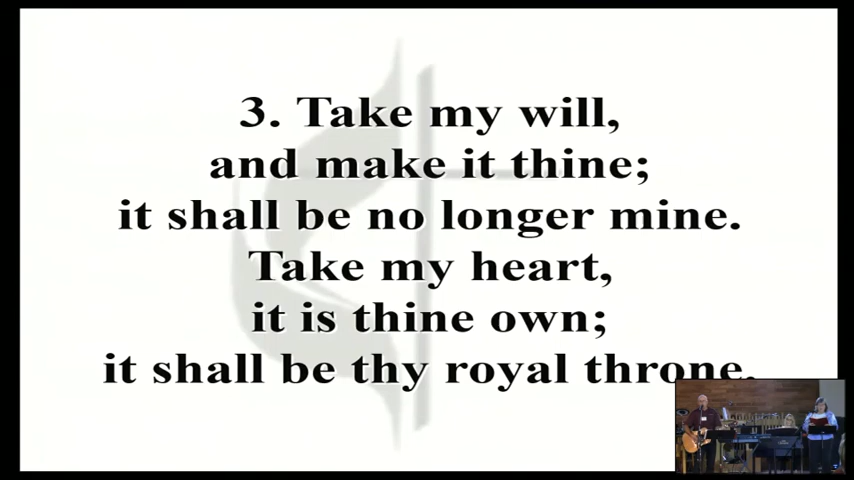 3. Take my will,
and make it thine;
it shall be no longer mine.
Take my heart,
it is thine own;
it shall be thy royal throne.